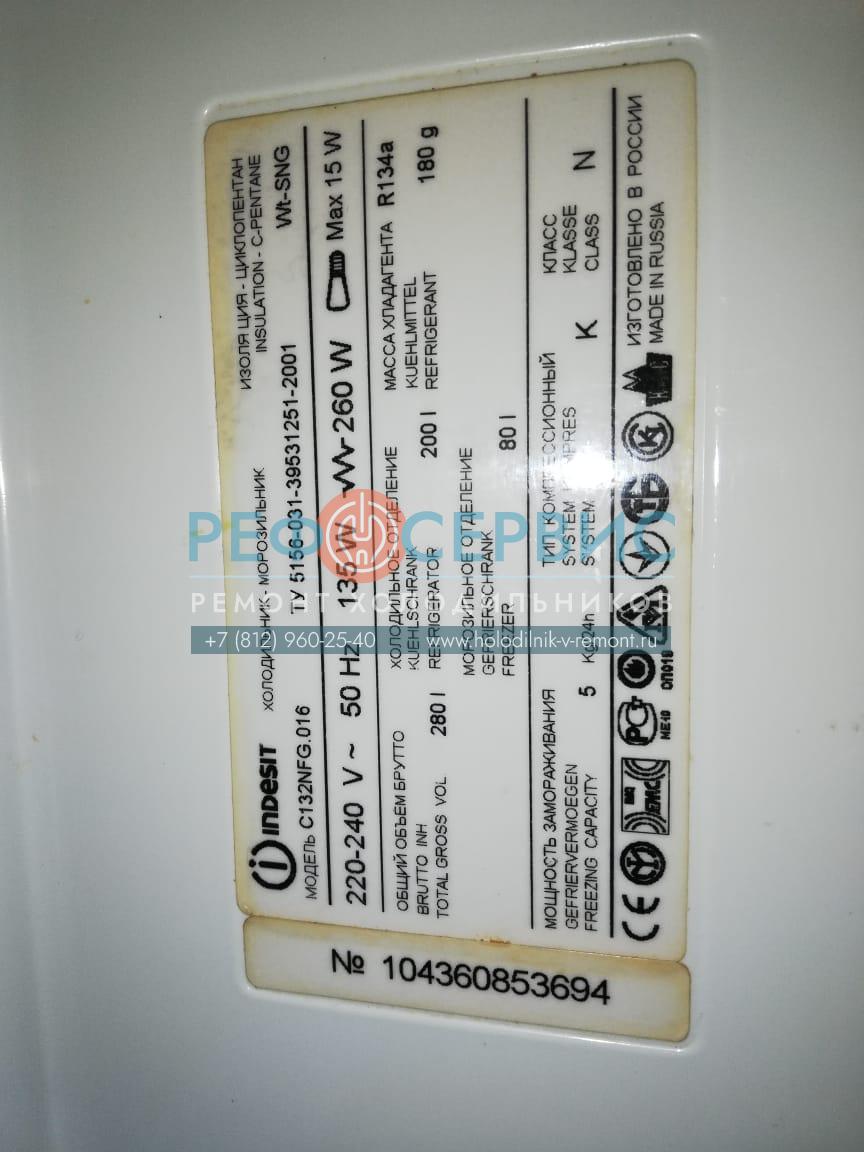 INDESIT
ХОЛОДИЛЬНИК - МОРОЗИЛЬНИК
ИЗОЛЯЦИЯ - ЦИКЛОПЕНТАН
INSULATION - C-PENTANE
МОДЕЛЬ C132NFG.016
ТУ 5156-031-39531251-2001
Wt-SNG
220-240 V ~ 50 Hz 135 W 260 W Max 15 W
ОБЩИЙ ОБЪЕМ БРУТТО
BRUTTO INH
TOTAL GROSS VOL
280 l
ХОЛОДИЛЬНОЕ ОТДЕЛЕНИЕ
KUEHLSCHRANK
REFRIGERATOR
200 l
МОРОЗИЛЬНОЕ ОТДЕЛЕНИЕ
GEFRIERSCHRANK
FREEZER
80 l
МАССА ХЛАДАГЕНТА R134a
KUEHLMITTEL
REFRIGERANT
180 g
МОЩНОСТЬ ЗАМОРАЖИВАНИЯ
GEFRIERVERMOEGEN
FREEZING CAPACITY
5 Kg/24h
ТИП КОМПРЕССИОННЫЙ
SYSTEM
SYSTEM
K
КЛАСС
KLASSE
CLASS
N
CE
EMC
PC
ME10
ОП018
ИЗГОТОВЛЕНО В РОССИИ
MADE IN RUSSIA
№ 104360853694
РЕФ СЕРВИС
РЕМОНТ ХОЛОДИЛЬНИКОВ
+7 (812) 960-25-40 www.holodilnik-v-remont.ru